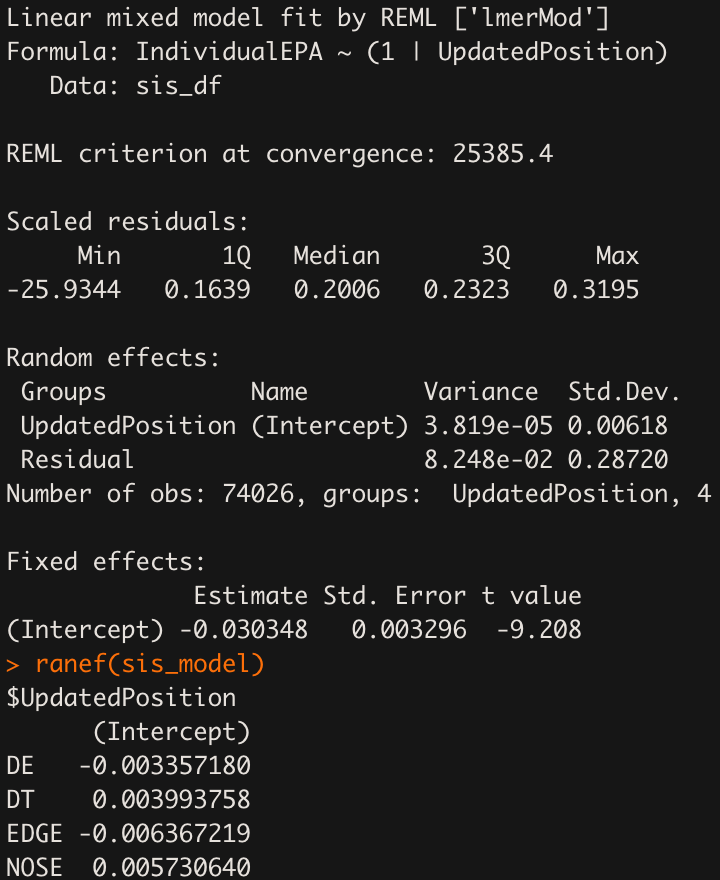 Linear mixed model fit by REML ['lmerMod']
Formula: IndividualEPA ~ (1 | UpdatedPosition)
   Data: sis_df

REML criterion at convergence: 25385.4

Scaled residuals:
     Min       1Q   Median       3Q      Max
-25.9344   0.1639   0.2006   0.2323   0.3195

Random effects:
 Groups          Name        Variance  Std.Dev.
 UpdatedPosition (Intercept) 3.819e-05 0.00618
 Residual                    8.248e-02 0.28720
Number of obs: 74026, groups:  UpdatedPosition, 4

Fixed effects:
             Estimate Std. Error t value
(Intercept) -0.030348   0.003296  -9.208
> ranef(sis_model)
$UpdatedPosition
      (Intercept)
DE   -0.003357180
DT    0.003993758
EDGE -0.006367219
NOSE  0.005730640